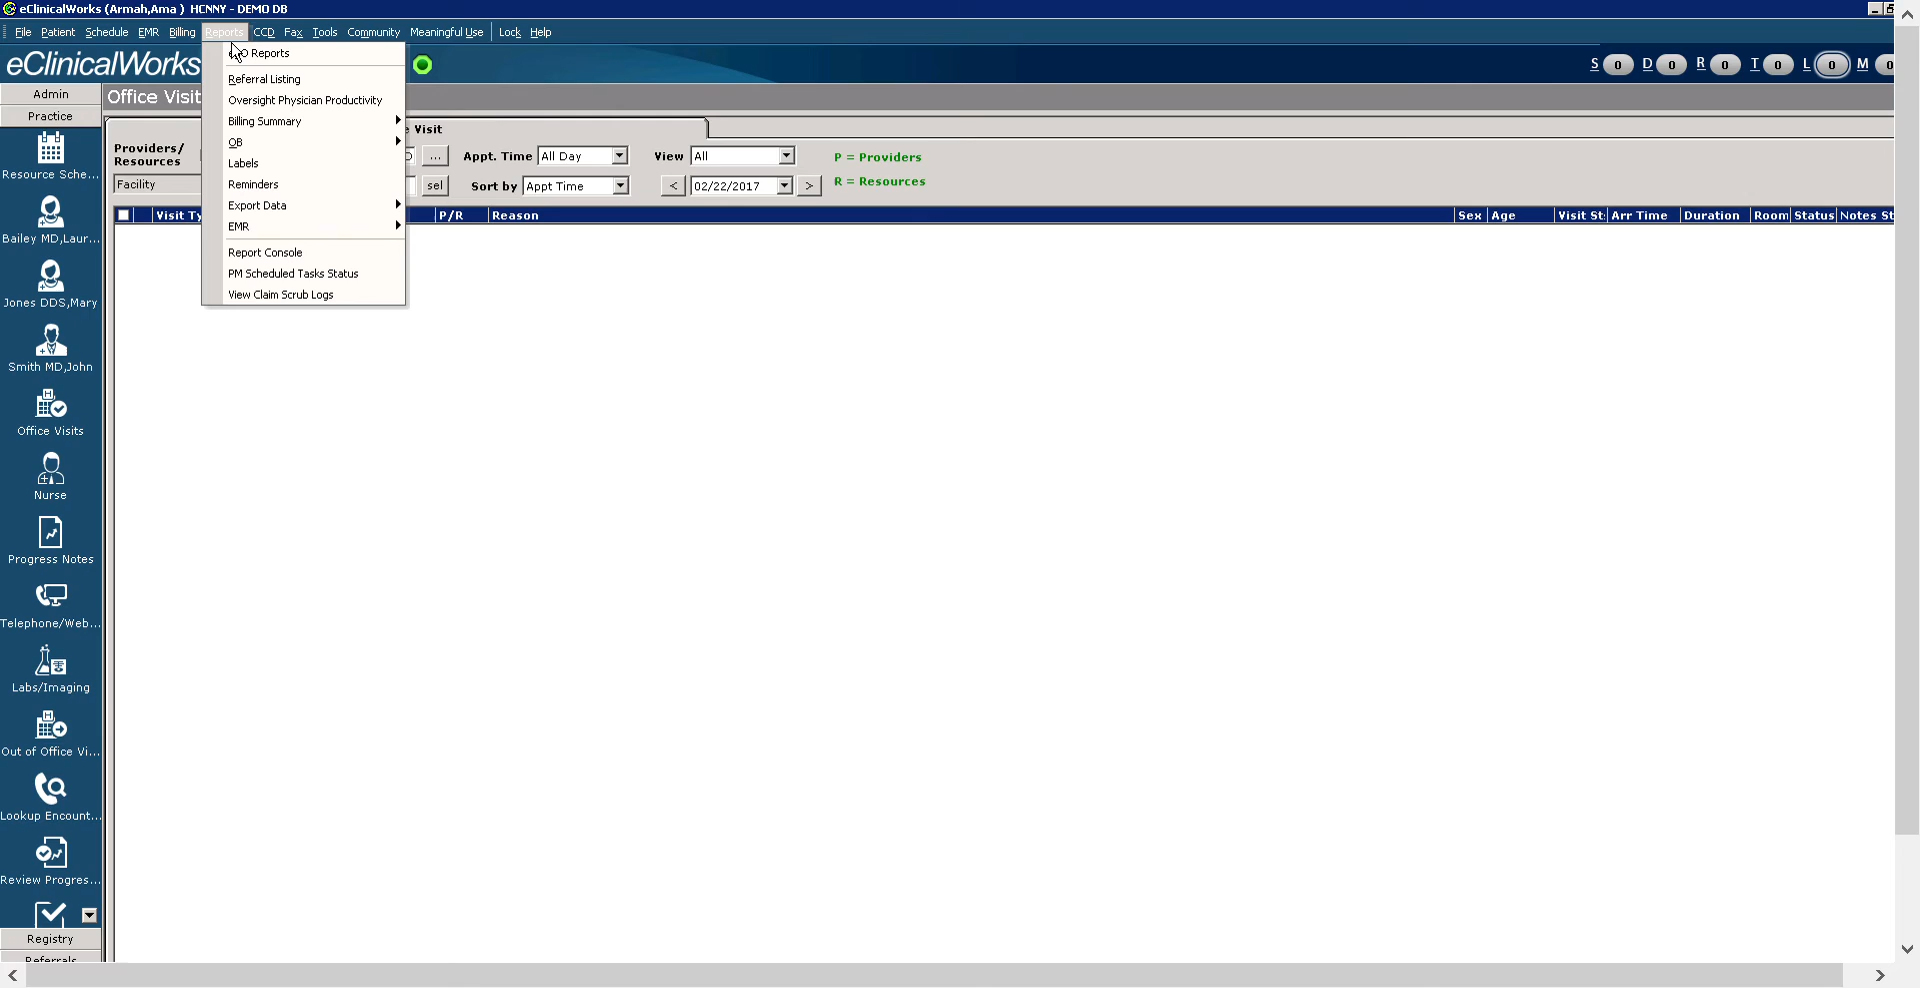 eClinicalWorks (Armah,Ama ) HCNNY - DEMO DB
File Patient Schedule EMR Billing Reports CCD Fax Tools Community Meaningful Use Lock Help
eClinicalWorks
S 0 D 0 R 0 T 0 L 0 M 0
O Reports
Referral Listing
Oversight Physician Productivity
Billing Summary
OB
Labels
Reminders
Export Data
EMR
Report Console
PM Scheduled Tasks Status
View Claim Scrub Logs
Admin
Practice
Resource Sche...
Bailey MD,Laur...
Jones DDS,Mary
Smith MD,John
Office Visits
Nurse
Progress Notes
Telephone/Web...
Labs/Imaging
Out of Office Vi...
Lookup Encount...
Review Progres...
Registry
Referrals
Office Visit
e Visit
Providers/
Resources
... Appt. Time All Day View All P = Providers
Facility sel Sort by Appt Time < 02/22/2017 > R = Resources
Visit Ty P/R Reason Sex Age Visit St Arr Time Duration Room Status Notes St